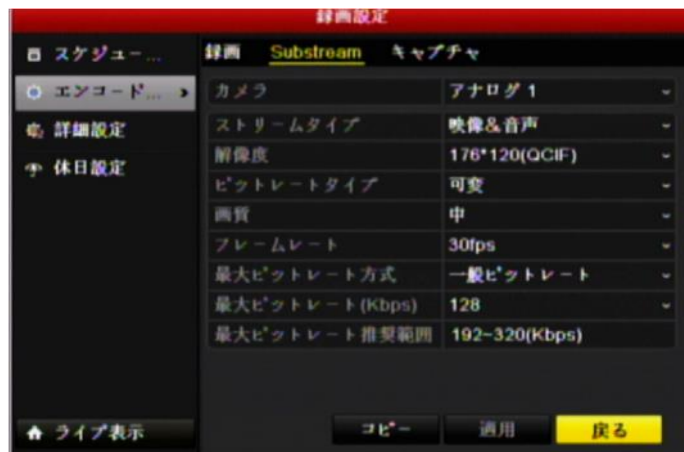 録画設定
スケジュー...
エンコード...
詳細設定
休日設定
ライブ表示
録画 Substream キャプチャ
カメラ アナログ 1
ストリームタイプ 映像&音声
解像度 176*120(QCIF)
ビットレートタイプ 可変
画質 中
フレームレート 30fps
最大ビットレート方式 一般ビットレート
最大ビットレート(Kbps) 128
最大ビットレート推奨範囲 192~320(Kbps)
コピー 適用 戻る